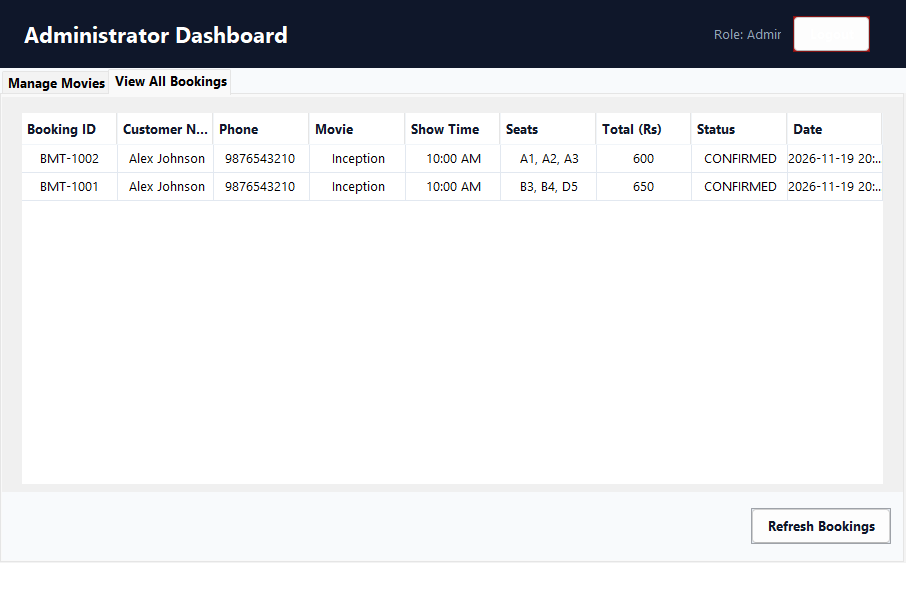 Administrator Dashboard
Role: Admin
Manage Movies View All Bookings
Booking ID Customer N... Phone Movie Show Time Seats Total (Rs) Status Date
BMT-1002 Alex Johnson 9876543210 Inception 10:00 AM A1, A2, A3 600 CONFIRMED 2026-11-19 20:..
BMT-1001 Alex Johnson 9876543210 Inception 10:00 AM B3, B4, D5 650 CONFIRMED 2026-11-19 20:..
Refresh Bookings